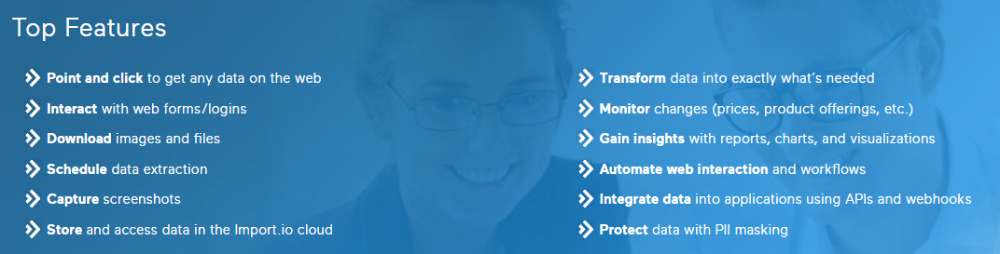 Top Features
Point and click to get any data on the web
Interact with web forms/logins
Download images and files
Schedule data extraction
Capture screenshots
Store and access data in the Import.io cloud
Transform data into exactly what's needed
Monitor changes (prices, product offerings, etc.)
Gain insights with reports, charts, and visualizations
Automate web interaction and workflows
Integrate data into applications using APIs and webhooks
Protect data with PII masking